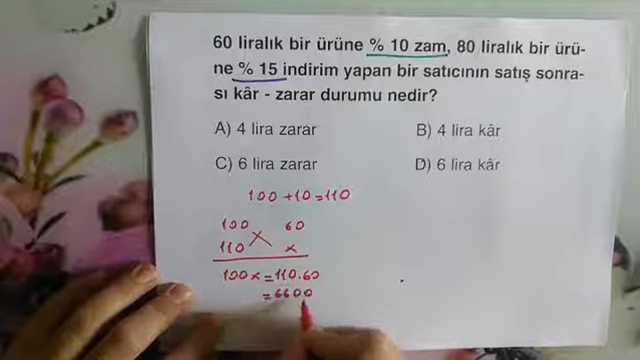 60 liralık bir ürüne % 10 zam, 80 liralık bir ürü-
ne % 15 indirim yapan bir satıcının satış sonra-
sı kâr - zarar durumu nedir?
A) 4 lira zarar
B) 4 lira kâr
C) 6 lira zarar
D) 6 lira kâr
100 +10=110
100 60
110 x
100x=110.60
=6600